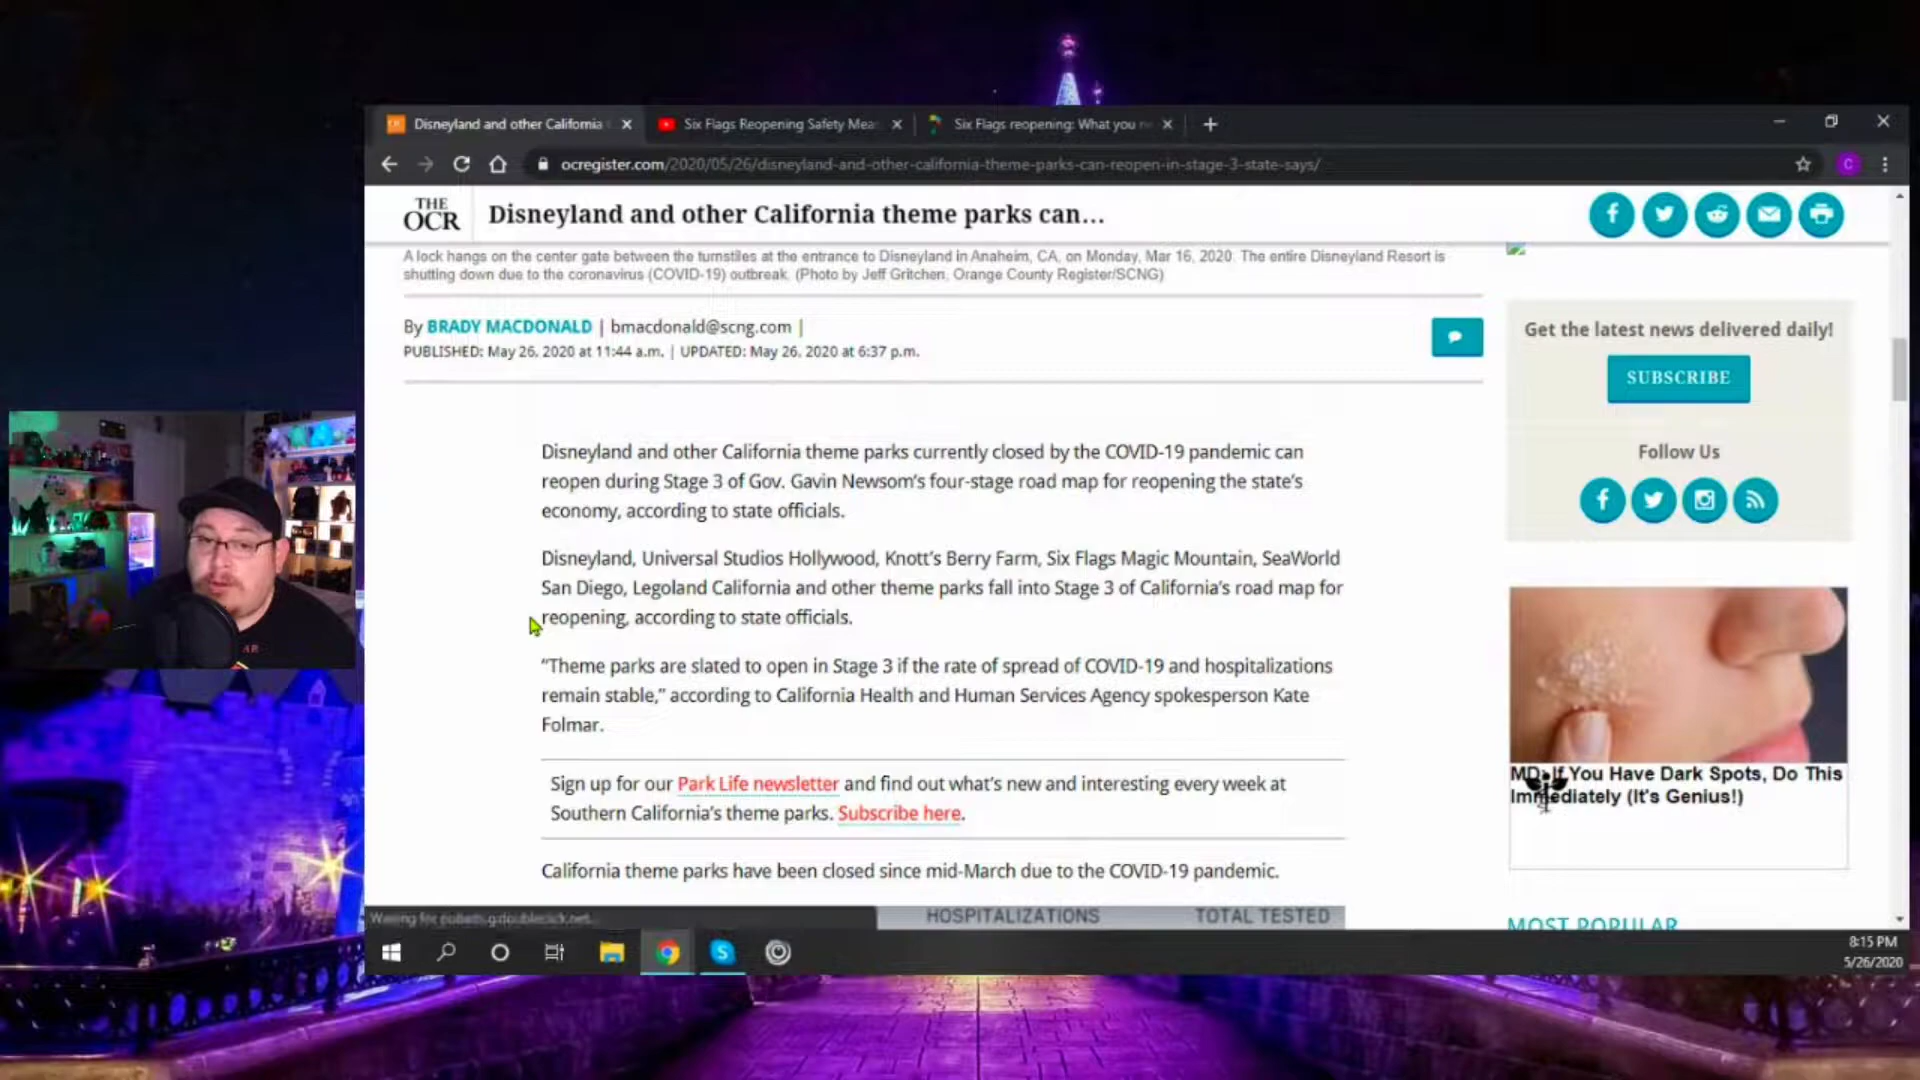 Disneyland and other California
Six Flags Reopening Safety Mea
Six Flags reopening: What you n
ocregister.com/2020/05/26/disneyland-and-other-california-theme-parks-can-reopen-in-stage-3-state-says/
C
THE
OCR
Disneyland and other California theme parks can...
A lock hangs on the center gate between the turnstiles at the entrance to Disneyland in Anaheim, CA, on Monday, Mar 16, 2020. The entire Disneyland Resort is
shutting down due to the coronavirus (COVID-19) outbreak. (Photo by Jeff Gritchen, Orange County Register/SCNG)
By BRADY MACDONALD | bmacdonald@scng.com |
PUBLISHED: May 26, 2020 at 11:44 a.m. | UPDATED: May 26, 2020 at 6:37 p.m.
Disneyland and other California theme parks currently closed by the COVID-19 pandemic can
reopen during Stage 3 of Gov. Gavin Newsom's four-stage road map for reopening the state's
economy, according to state officials.
Disneyland, Universal Studios Hollywood, Knott's Berry Farm, Six Flags Magic Mountain, SeaWorld
San Diego, Legoland California and other theme parks fall into Stage 3 of California's road map for
reopening, according to state officials.
"Theme parks are slated to open in Stage 3 if the rate of spread of COVID-19 and hospitalizations
remain stable," according to California Health and Human Services Agency spokesperson Kate
Folmar.
Sign up for our Park Life newsletter and find out what's new and interesting every week at
Southern California's theme parks. Subscribe here.
California theme parks have been closed since mid-March due to the COVID-19 pandemic.
HOSPITALIZATIONS TOTAL TESTED
Get the latest news delivered daily!
SUBSCRIBE
Follow Us
MD: If You Have Dark Spots, Do This
Immediately (It's Genius!)
MOST POPULAR
8:15 PM
5/26/2020